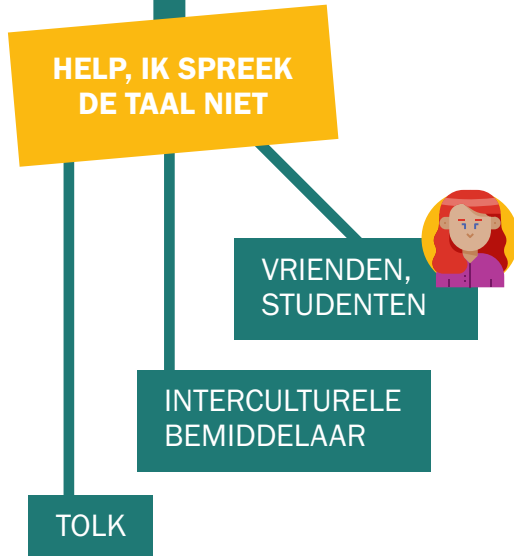 HELP, IK SPREEK
DE TAAL NIET
VRIENDEN,
STUDENTEN
INTERCULTURELE
BEMIDDELAAR
TOLK